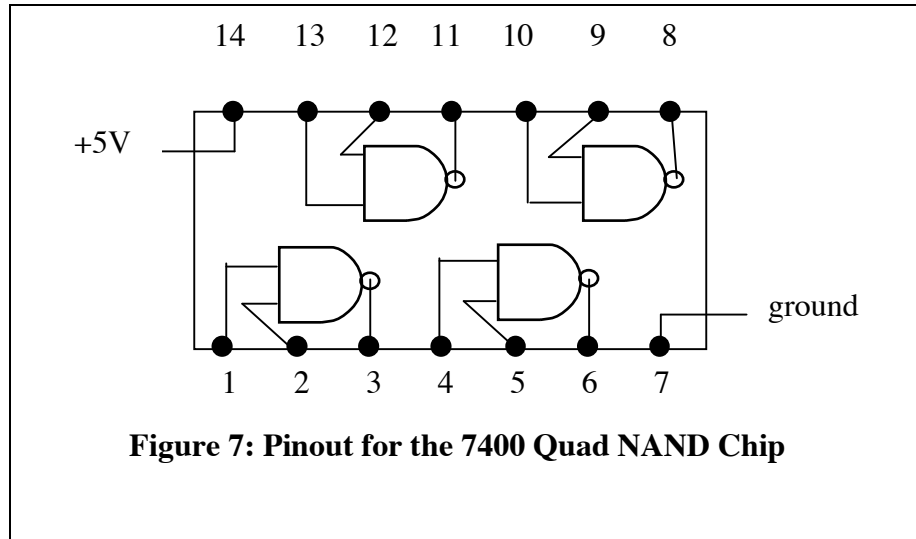 14 13 12 11 10 9 8
+5V
ground
1 2 3 4 5 6 7
Figure 7: Pinout for the 7400 Quad NAND Chip